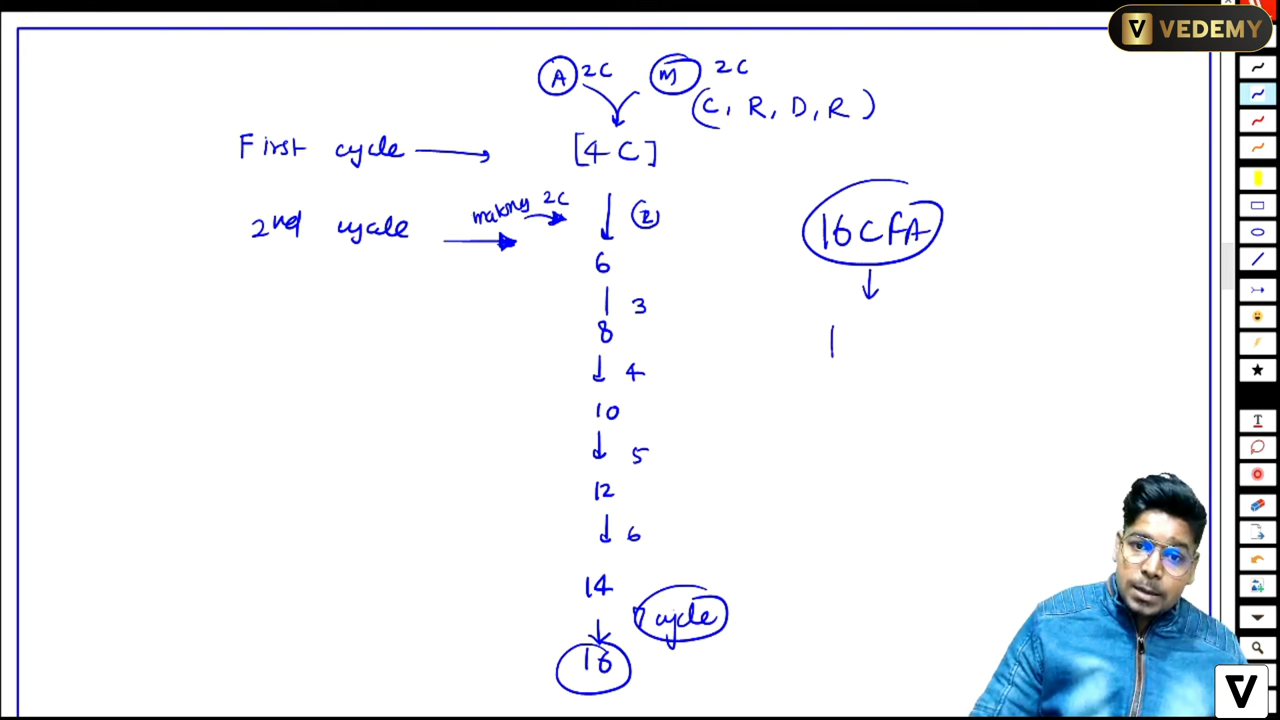 VEDEMY
A 2C M 2C
(C, R, D, R)
First cycle → [4 C]
2nd cycle → making 2C → ↓ 2
16 CFA
6
3
8
4
10
5
12
6
14
7 cycle
16
T
V